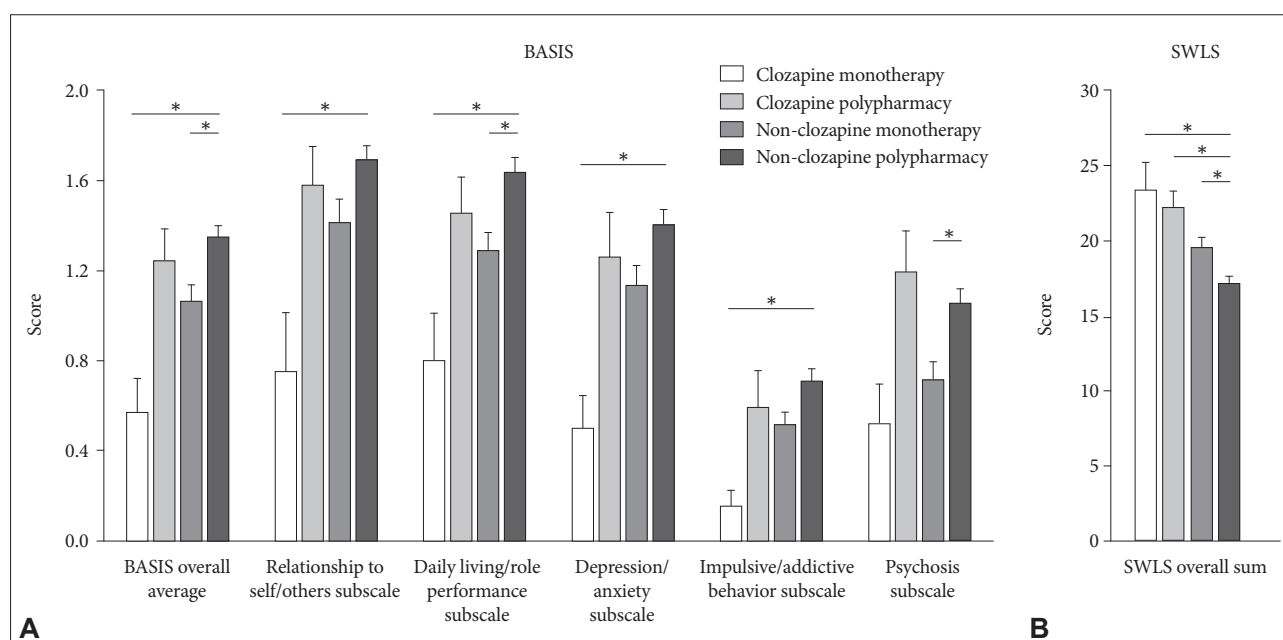 BASIS
Clozapine monotherapy
Clozapine polypharmacy
Non-clozapine monotherapy
Non-clozapine polypharmacy
2.0
1.6
1.2
0.8
0.4
0.0
Score
* * * * * * * *
BASIS overall
average
Relationship to
self/others subscale
Daily living/role
performance
subscale
Depression/
anxiety
subscale
Impulsive/addictive
behavior subscale
Psychosis
subscale
A
SWLS
30
25
20
15
10
5
0
Score
* * *
SWLS overall sum
B